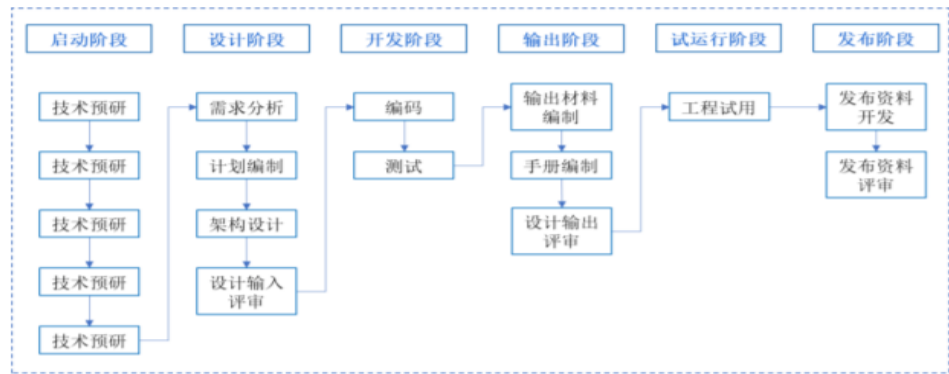 启动阶段
设计阶段
开发阶段
输出阶段
试运行阶段
发布阶段
技术预研
技术预研
技术预研
技术预研
技术预研
需求分析
计划编制
架构设计
设计输入
评审
编码
测试
输出材料
编制
手册编制
设计输出
评审
工程试用
发布资料
开发
发布资料
评审